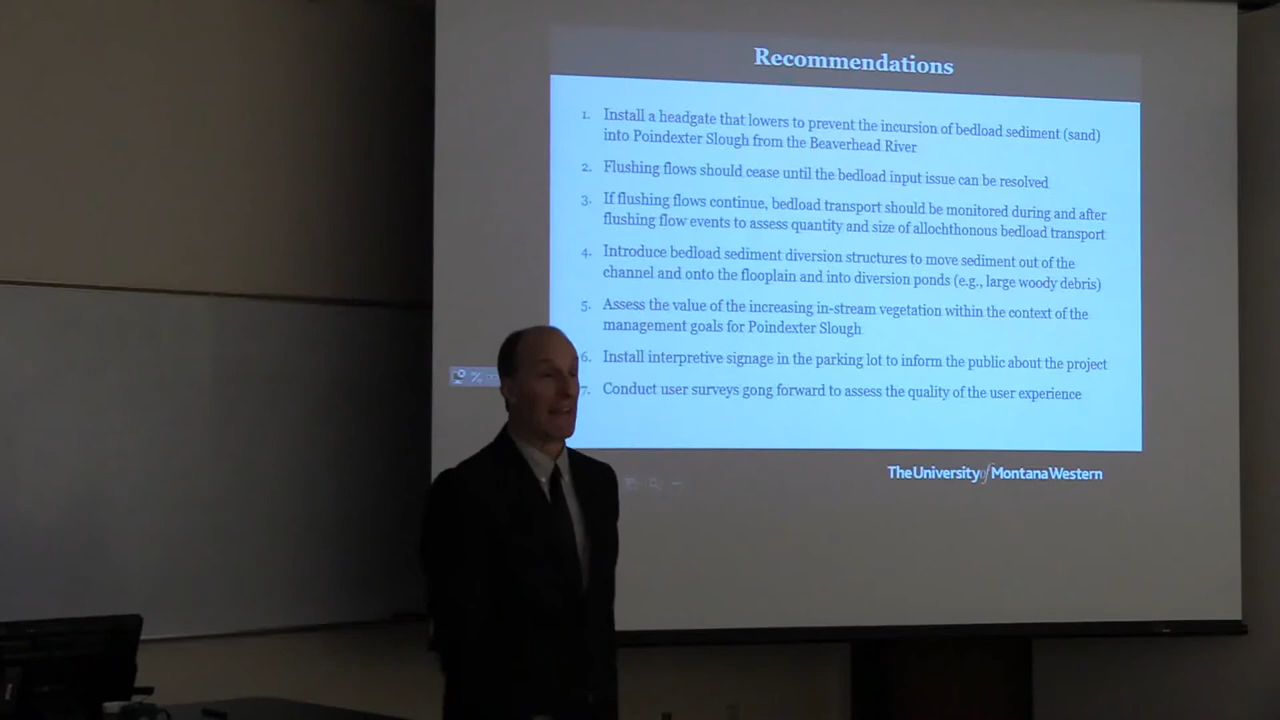 Recommendations
1. Install a headgate that lowers to prevent the incursion of bedload sediment (sand)
into Poindexter Slough from the Beaverhead River
2. Flushing flows should cease until the bedload input issue can be resolved
3. If flushing flows continue, bedload transport should be monitored during and after
flushing flow events to assess quantity and size of allochthonous bedload transport
4. Introduce bedload sediment diversion structures to move sediment out of the
channel and onto the flooplain and into diversion ponds (e.g., large woody debris)
5. Assess the value of the increasing in-stream vegetation within the context of the
management goals for Poindexter Slough
6. Install interpretive signage in the parking lot to inform the public about the project
7. Conduct user surveys gong forward to assess the quality of the user experience
The University of Montana Western